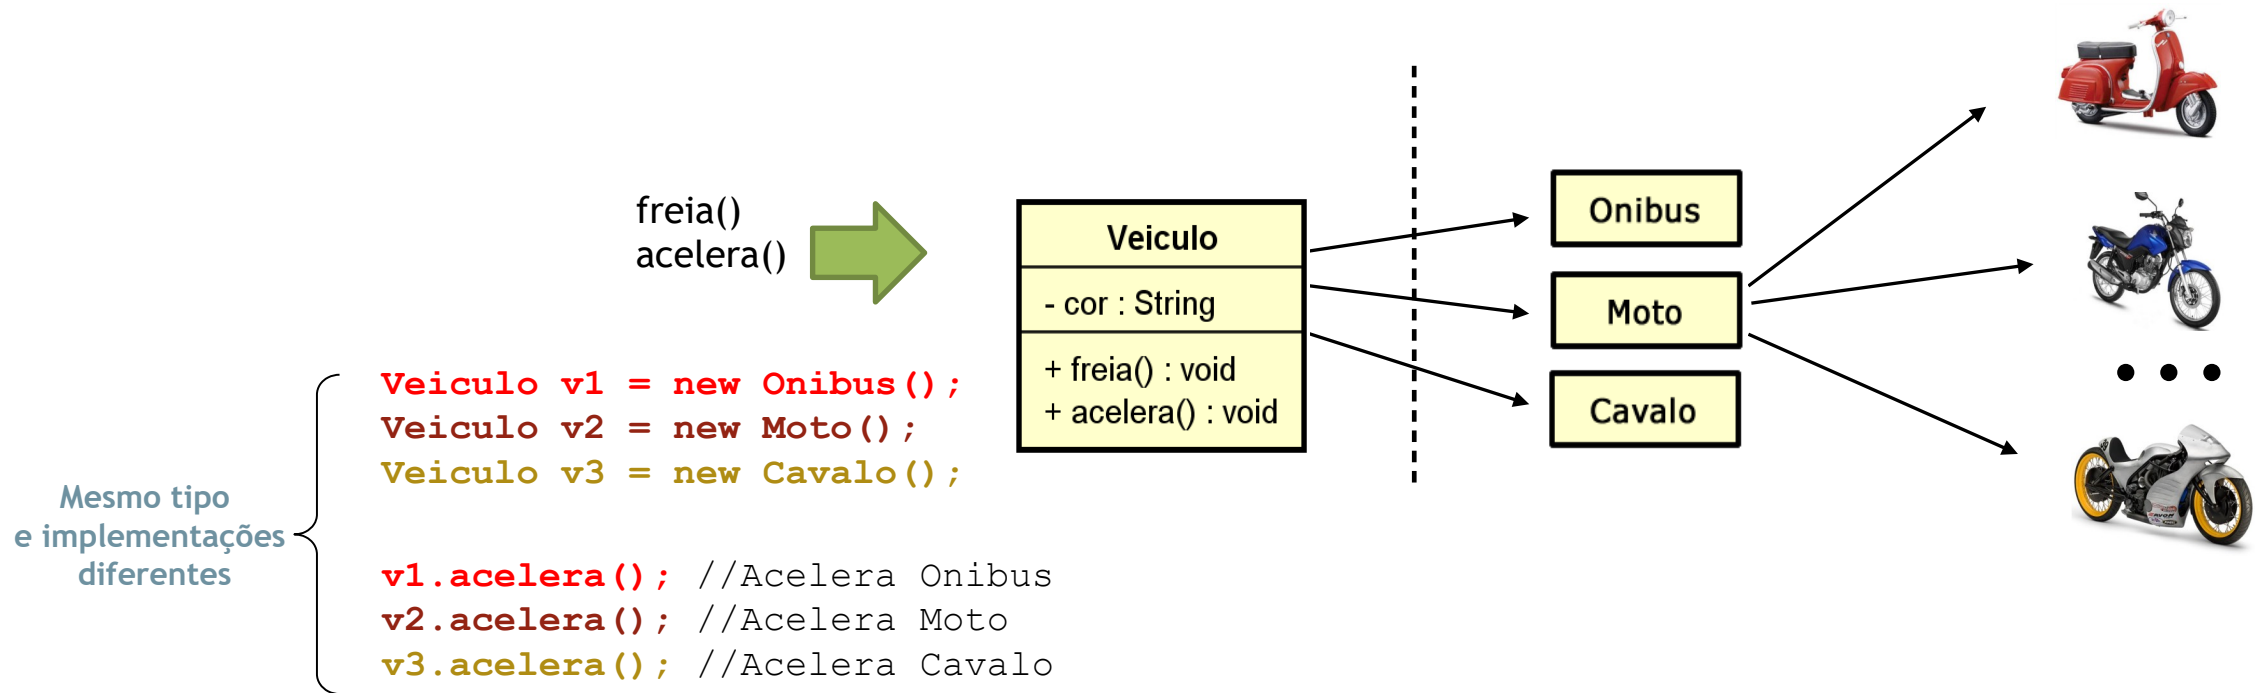 freia()
acelera()
Veiculo
- cor : String
+ freia() : void
+ acelera() : void
Onibus
Moto
Cavalo
Veiculo v1 = new Onibus();
Veiculo v2 = new Moto();
Veiculo v3 = new Cavalo();
Mesmo tipo
e implementações
diferentes
v1.acelera(); //Acelera Onibus
v2.acelera(); //Acelera Moto
v3.acelera(); //Acelera Cavalo